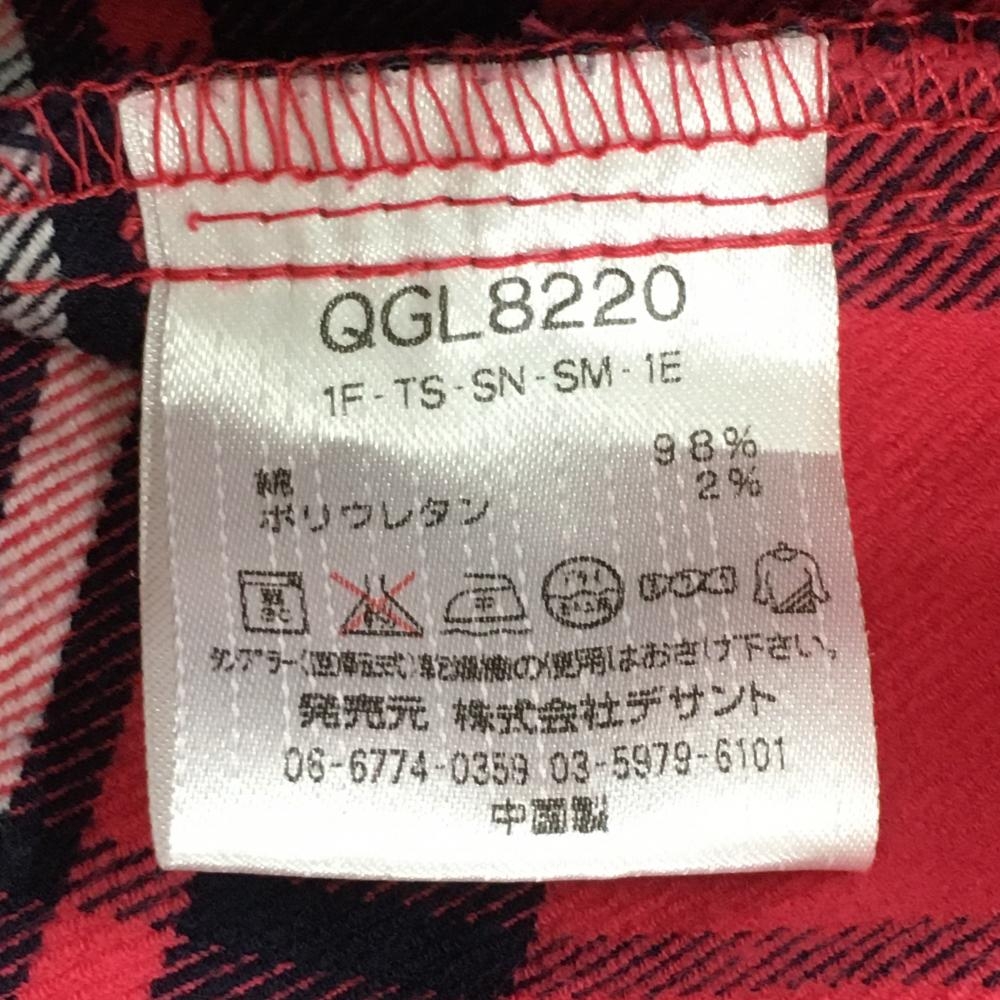 QGL8220
1F-TS-SN-SM-1E
綿 98%
ポリウレタン 2%
中
タンブラー(回転式)乾燥機の使用はおさけ下さい。
発売元 株式会社デサント
06-6774-0359 03-5979-6101
中国製